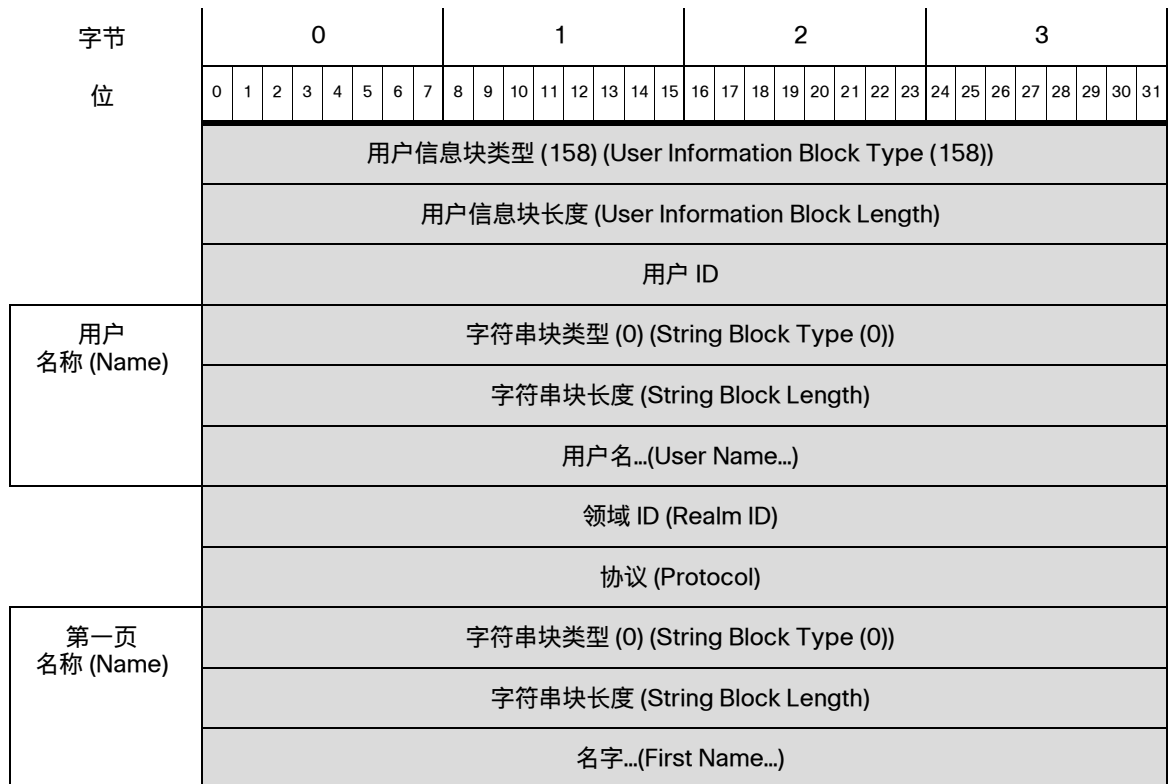 字节 0 1 2 3
位 0 1 2 3 4 5 6 7 8 9 10 11 12 13 14 15 16 17 18 19 20 21 22 23 24 25 26 27 28 29 30 31
用户信息块类型 (158) (User Information Block Type (158))
用户信息块长度 (User Information Block Length)
用户 ID
用户
名称 (Name)
字符串块类型 (0) (String Block Type (0))
字符串块长度 (String Block Length)
用户名...(User Name...)
领域 ID (Realm ID)
协议 (Protocol)
第一页
名称 (Name)
字符串块类型 (0) (String Block Type (0))
字符串块长度 (String Block Length)
名字...(First Name...)